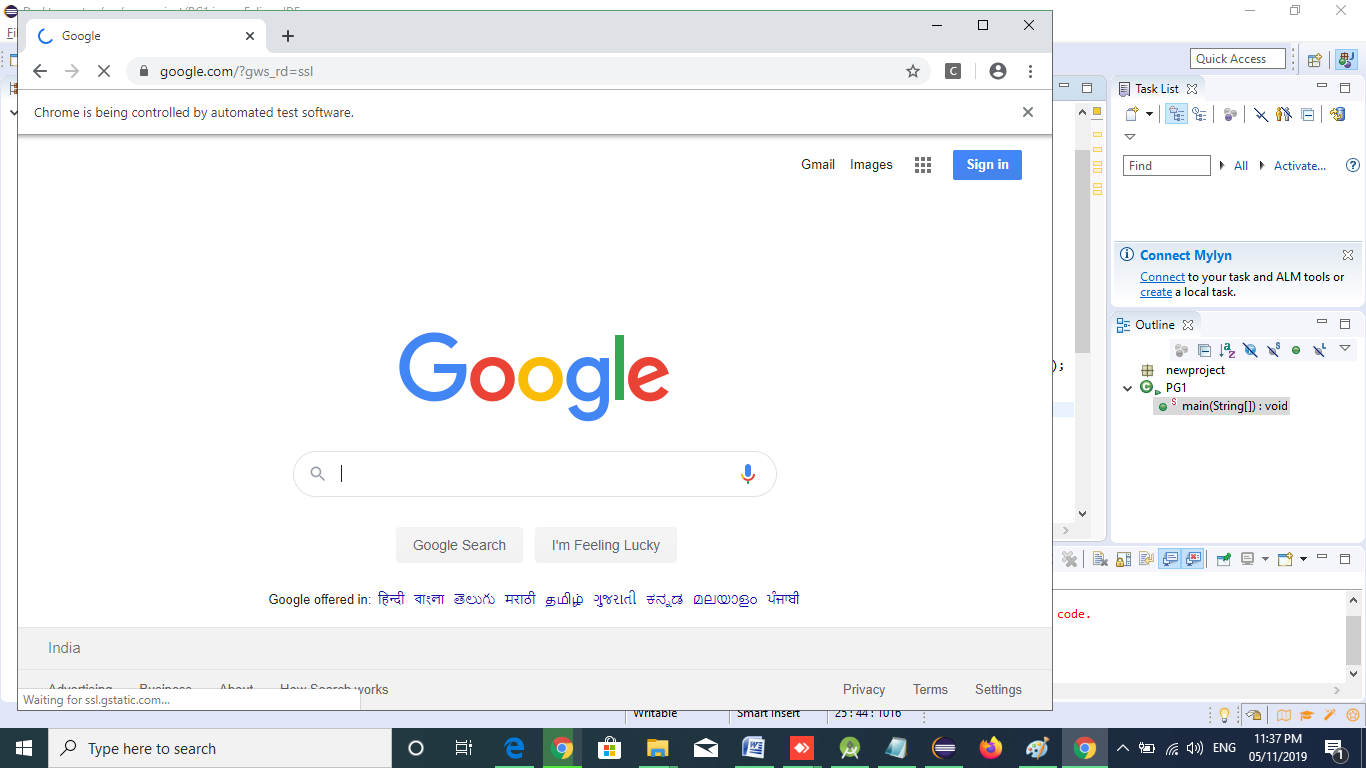 Google
google.com/?gws_rd=ssl
Chrome is being controlled by automated test software.
Gmail Images Sign in
Google
Google Search I'm Feeling Lucky
Google offered in: हिन्दी বাংলা తెలుగు मराठी தமிழ் ગુજરાતી ಕನ್ನಡ മലയാളം ਪੰਜਾਬੀ
India
Advertising Business About How Search works Privacy Terms Settings
Waiting for ssl.gstatic.com...
Quick Access
Task List
Find All Activate...
Connect Mylyn
Connect to your task and ALM tools or
create a local task.
Outline
newproject
PG1
main(String[]) : void
);
code.
Writable Smart Insert 25 : 44 : 1016
Type here to search
ENG 11:37 PM
05/11/2019
1